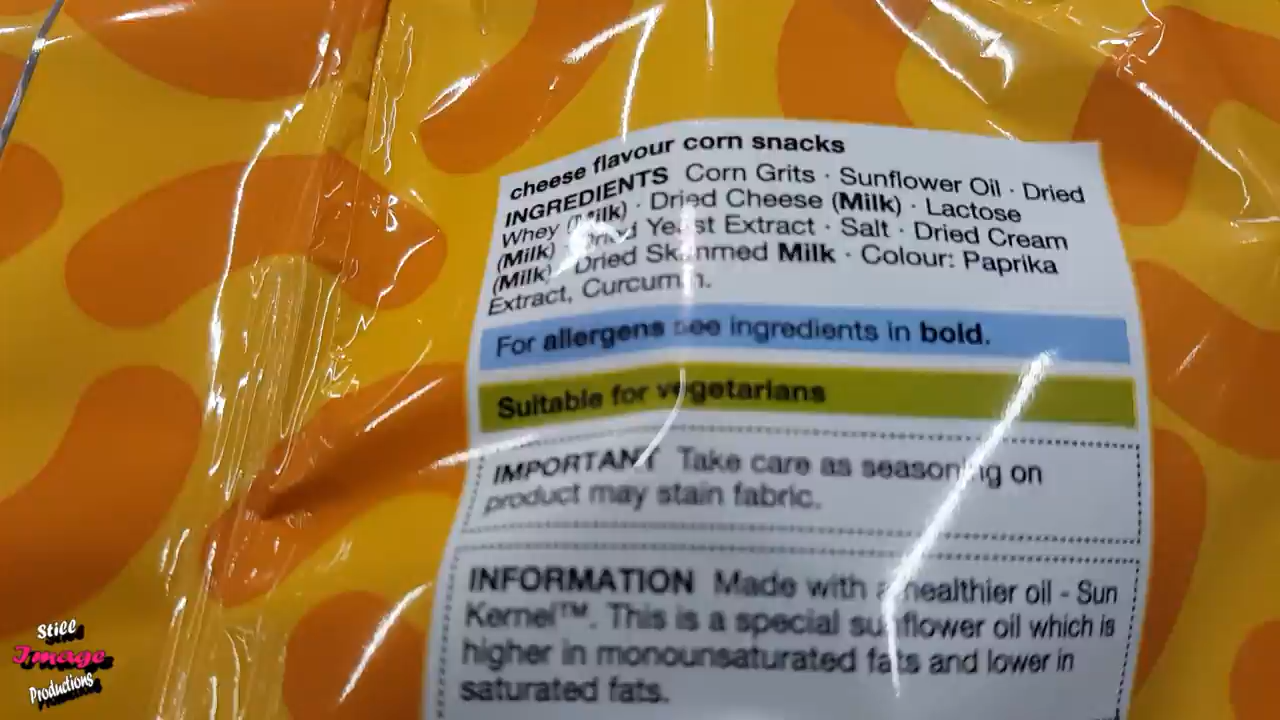 cheese flavour corn snacks
INGREDIENTS Corn Grits · Sunflower Oil · Dried
Whey (Milk) · Dried Cheese (Milk) · Lactose
(Milk) · Dried Yeast Extract · Salt · Dried Cream
(Milk) · Dried Skimmed Milk · Colour: Paprika
Extract, Curcumin.
For allergens see ingredients in bold.
Suitable for vegetarians
IMPORTANT Take care as seasoning on
product may stain fabric.
INFORMATION Made with a healthier oil - Sun
Kernel™. This is a special sunflower oil which is
higher in monounsaturated fats and lower in
saturated fats.
Still
Image
Productions